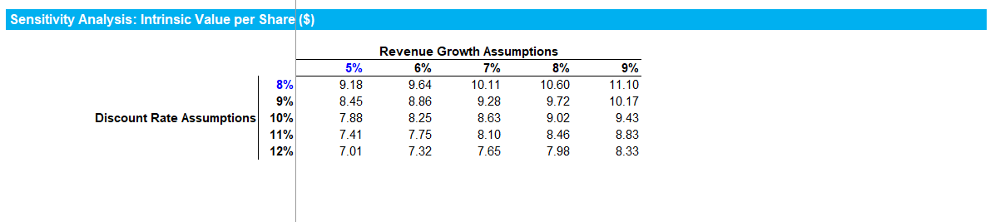 Sensitivity Analysis: Intrinsic Value per Share ($)
Revenue Growth Assumptions
5% 6% 7% 8% 9%
8% 9.18 9.64 10.11 10.60 11.10
9% 8.45 8.86 9.28 9.72 10.17
Discount Rate Assumptions 10% 7.88 8.25 8.63 9.02 9.43
11% 7.41 7.75 8.10 8.46 8.83
12% 7.01 7.32 7.65 7.98 8.33